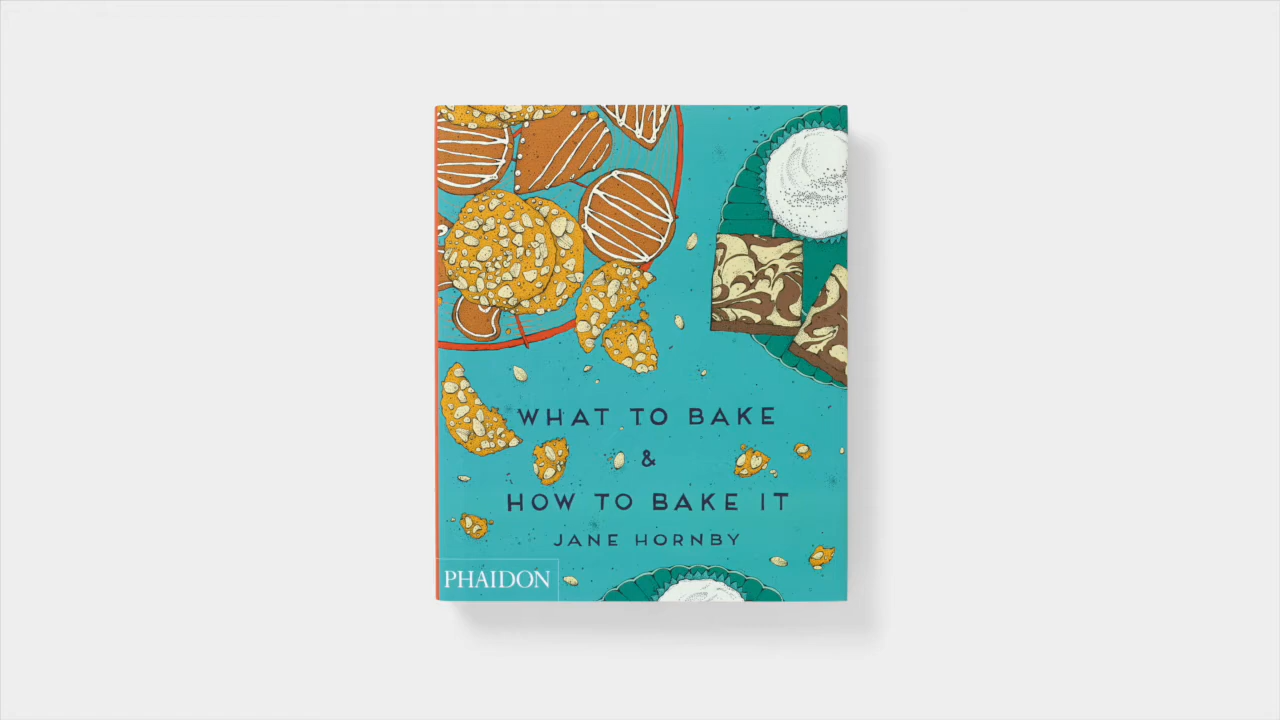 WHAT TO BAKE
&
HOW TO BAKE IT
JANE HORNBY
PHAIDON